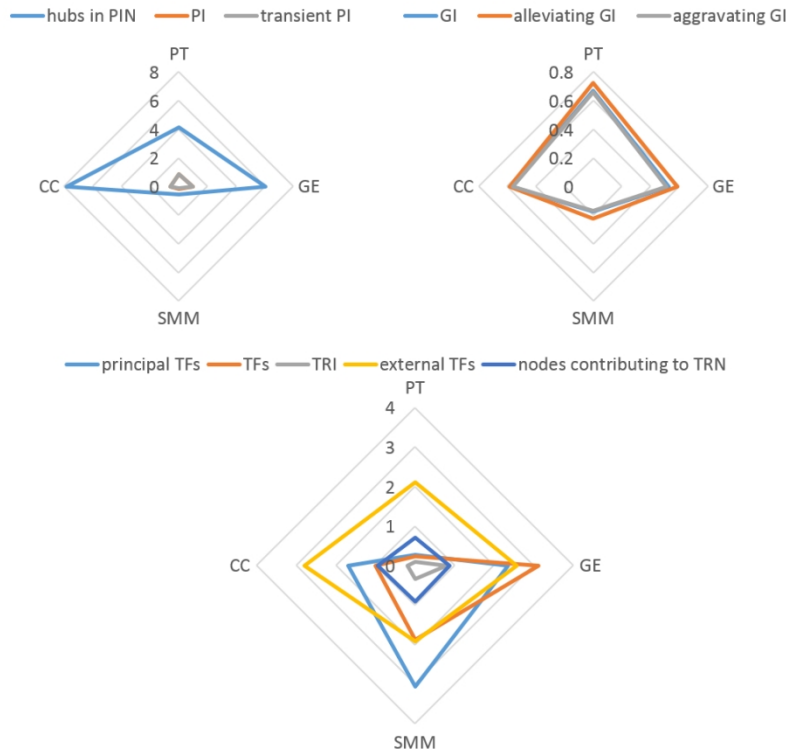 hubs in PIN PI transient PI
PT
8
6
4
2
0
CC GE
SMM
GI alleviating GI aggravating GI
PT
0.8
0.6
0.4
0.2
0
CC GE
SMM
principal TFs TFs TRI external TFs nodes contributing to TRN
PT
4
3
2
1
0
CC GE
SMM